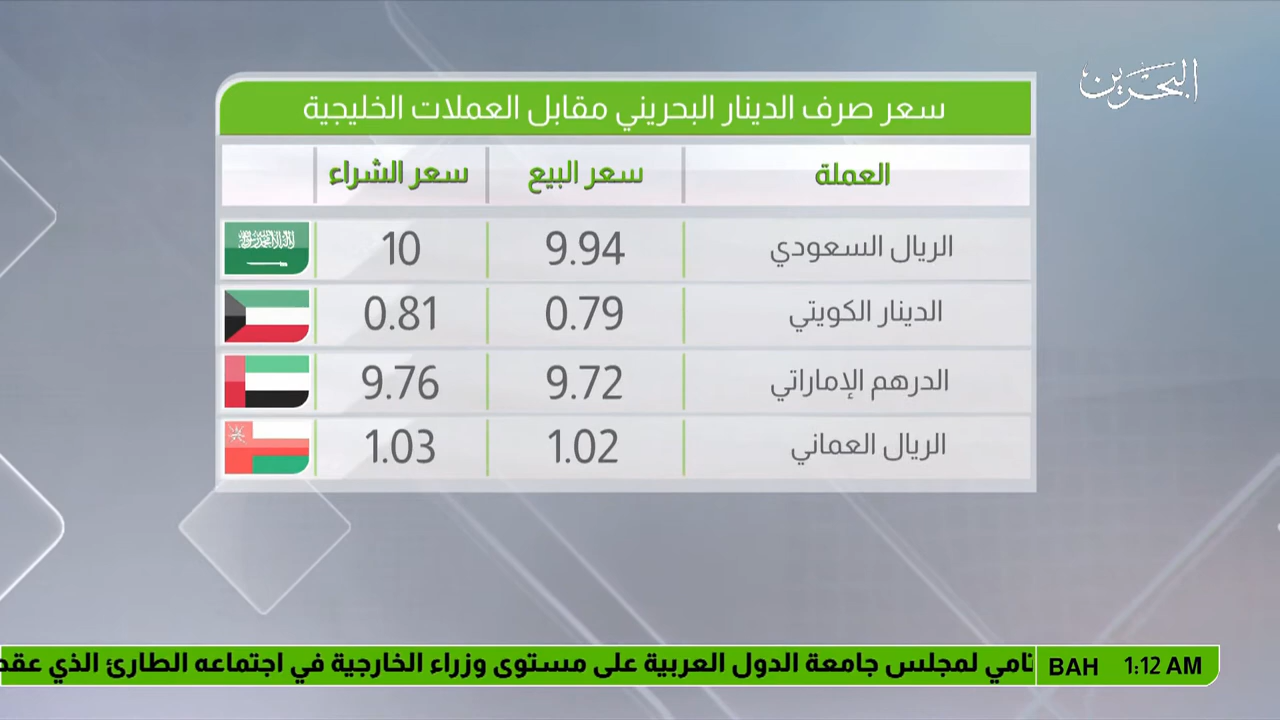 البحرين
سعر صرف الدينار البحريني مقابل العملات الخليجية
العملة سعر البيع سعر الشراء
الريال السعودي 9.94 10
الدينار الكويتي 0.79 0.81
الدرهم الإماراتي 9.72 9.76
الريال العماني 1.02 1.03
BAH 1:12 AM
لمجلس جامعة الدول العربية على مستوى وزراء الخارجية في اجتماعه الطارئ الذي